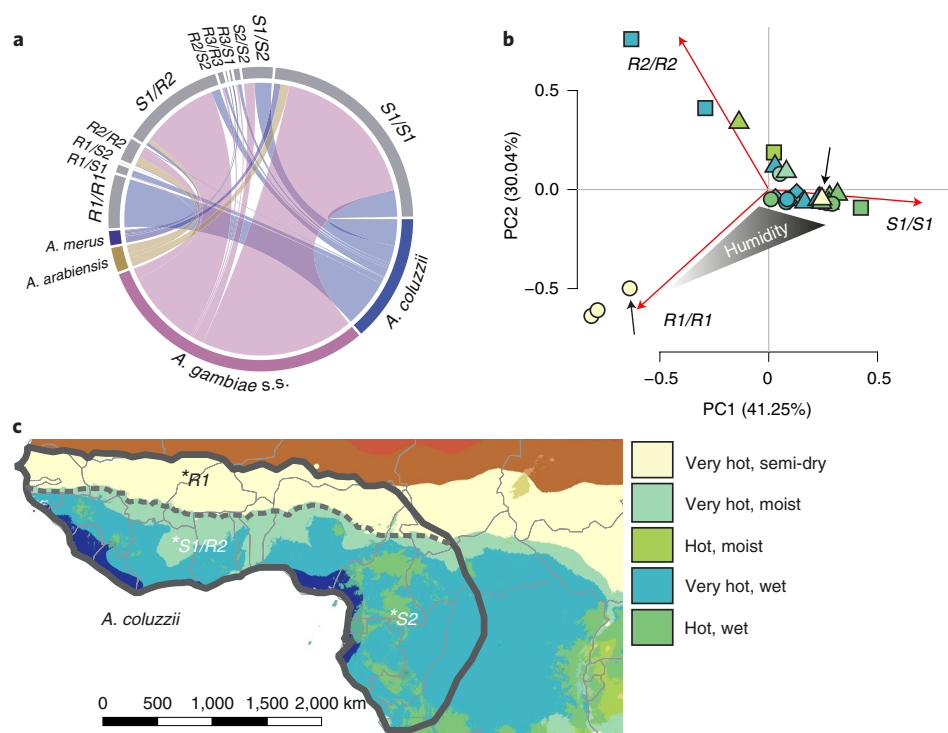 a
R2/S2
R3/R3
R3/S1
S2/S2
S1/S2
S1/R2
S1/S1
R2/R2
R1/S2
R1/S1
R1/R1
A. merus
A. arabiensis
A. gambiae s.s.
A. coluzzii
b
R2/R2
0.5
PC2 (30.04%)
0.0
S1/S1
Humidity
−0.5
R1/R1
−0.5
0
0.5
PC1 (41.25%)
c
*R1
*S1/R2
*S2
A. coluzzii
0 500 1,000 1,500 2,000 km
Very hot, semi-dry
Very hot, moist
Hot, moist
Very hot, wet
Hot, wet